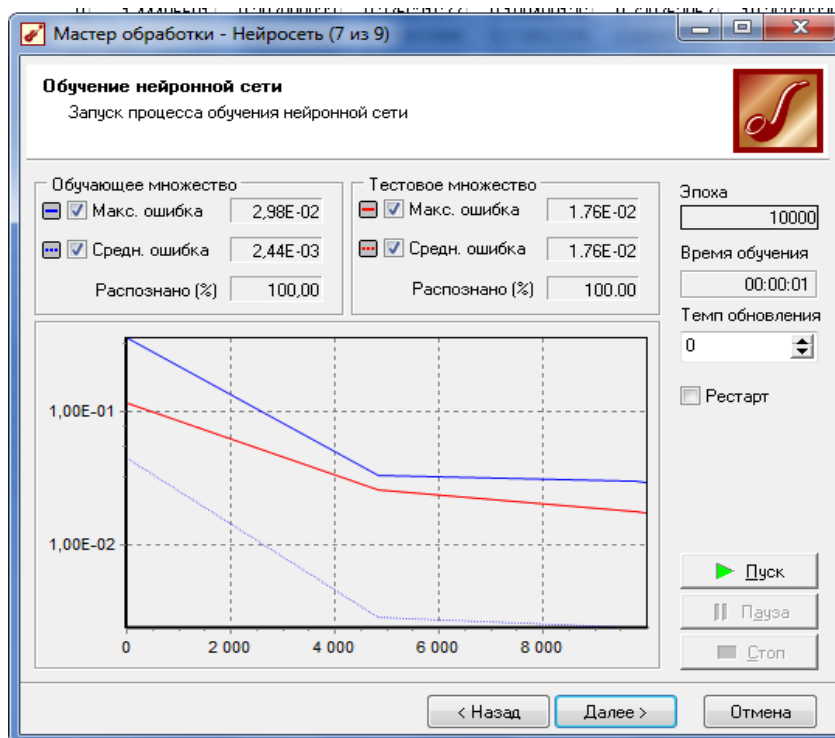 Мастер обработки - Нейросеть (7 из 9)
Обучение нейронной сети
Запуск процесса обучения нейронной сети
Обучающее множество
Макс. ошибка 2,98E-02
Средн. ошибка 2,44E-03
Распознано (%) 100,00
Тестовое множество
Макс. ошибка 1.76E-02
Средн. ошибка 1.76E-02
Распознано (%) 100.00
Эпоха
10000
Время обучения
00:00:01
Темп обновления
0
Рестарт
1,00E-01
1,00E-02
0 2 000 4 000 6 000 8 000
Пуск
Пауза
Стоп
< Назад Далее > Отмена